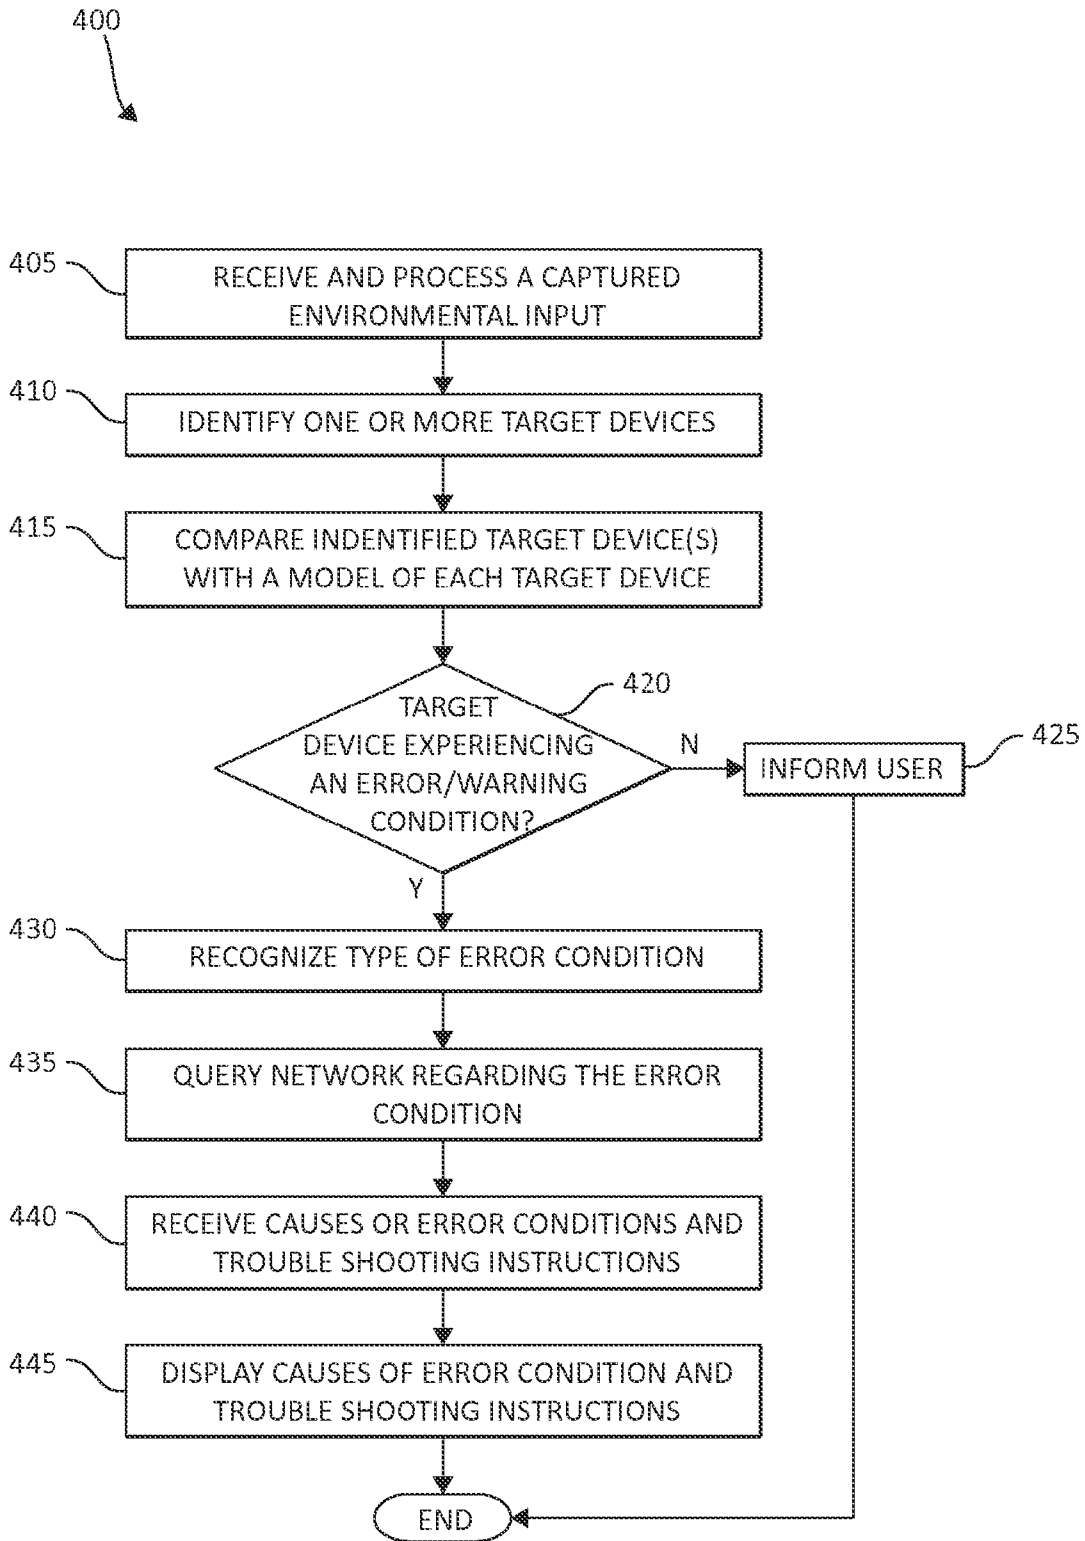 400
405
RECEIVE AND PROCESS A CAPTURED
ENVIRONMENTAL INPUT
410
IDENTIFY ONE OR MORE TARGET DEVICES
415
COMPARE INDENTIFIED TARGET DEVICE(S)
WITH A MODEL OF EACH TARGET DEVICE
420
TARGET
DEVICE EXPERIENCING
AN ERROR/WARNING
CONDITION?
N
425
INFORM USER
Y
430
RECOGNIZE TYPE OF ERROR CONDITION
435
QUERY NETWORK REGARDING THE ERROR
CONDITION
440
RECEIVE CAUSES OR ERROR CONDITIONS AND
TROUBLE SHOOTING INSTRUCTIONS
445
DISPLAY CAUSES OF ERROR CONDITION AND
TROUBLE SHOOTING INSTRUCTIONS
END